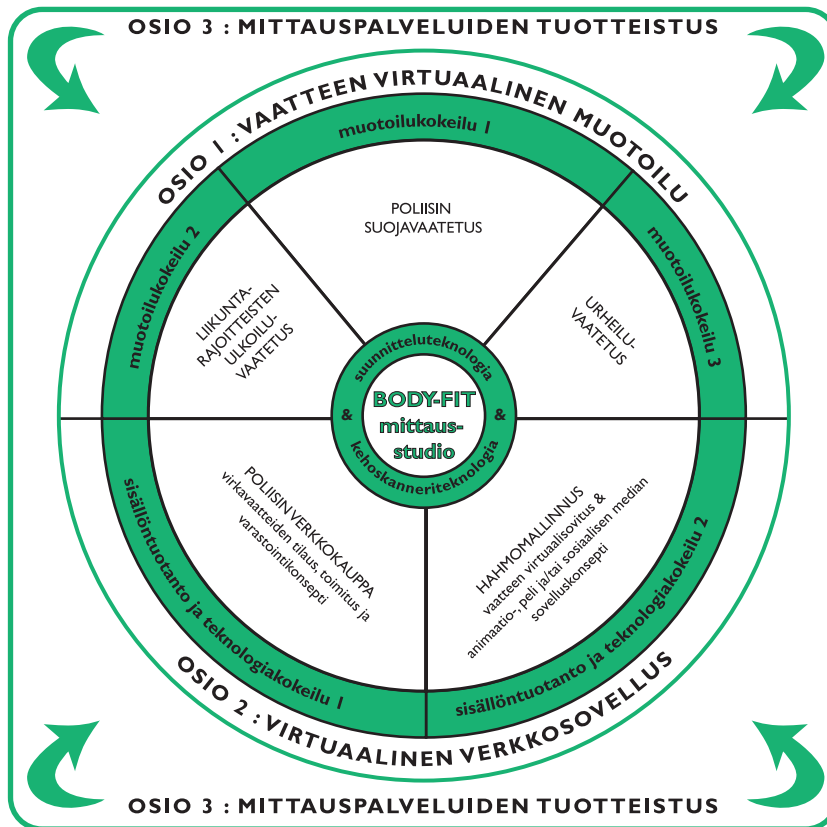 OSIO 3 : MITTAUSPALVELUIDEN TUOTTEISTUS
OSIO 1 : VAATTEEN VIRTUAALINEN MUOTOILU
muotoilukokeilu 1
muotoilukokeilu 2
muotoilukokeilu 3
POLIISIN
SUOJAVAATETUS
LIIKUNTA-
RAJOITTEISTEN
ULKOILU-
VAATETUS
URHEILU-
VAATETUS
suunnitteluteknologia
&
BODY-FIT
mittaus-
studio
&
kehoskanneriteknologia
POLIISIN VERKKOKAUPPA
virkavaatteiden tilaus, toimitus ja
varastointikonsepti
HAHMOMALLINNUS
vaatteen virtuaalisovitus &
animaatio-, peli ja/tai sosiaalisen median
sovelluskonsepti
sisällöntuotanto ja teknologiakokeilu 1
sisällöntuotanto ja teknologiakokeilu 2
OSIO 2 : VIRTUAALINEN VERKKOSOVELLUS
OSIO 3 : MITTAUSPALVELUIDEN TUOTTEISTUS